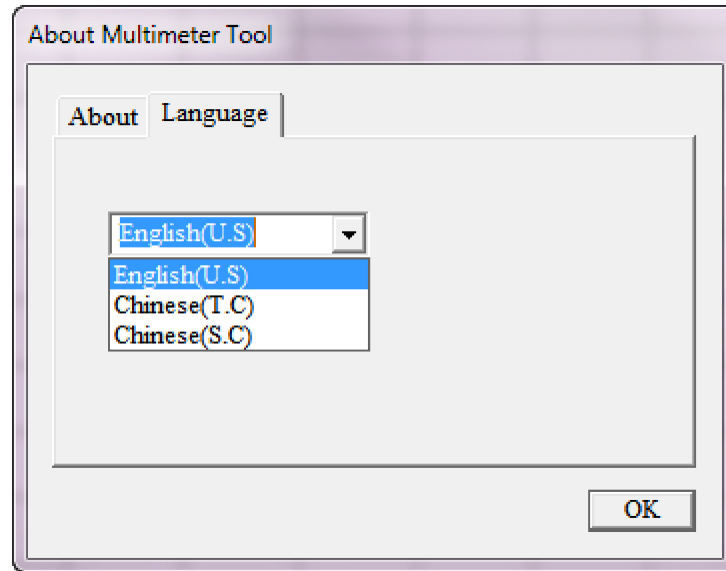 About Multimeter Tool
About Language
English(U.S)
English(U.S)
Chinese(T.C)
Chinese(S.C)
OK